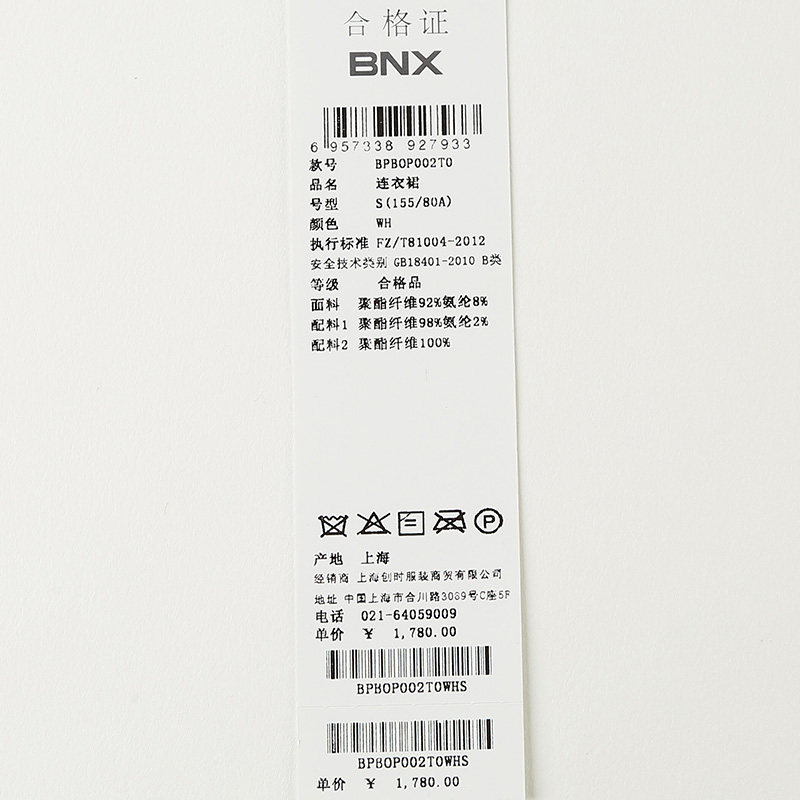 合格证
BNX
6 957338 927933
款号 BPBOP002T0
品名 连衣裙
号型 S(155/80A)
颜色 WH
执行标准 FZ/T81004-2012
安全技术类别 GB18401-2010 B类
等级 合格品
面料 聚酯纤维92%氨纶8%
配料1 聚酯纤维98%氨纶2%
配料2 聚酯纤维100%
P
产地 上海
经销商 上海创时服装商贸有限公司
地址 中国上海市合川路3089号C座5F
电话 021-64059009
单价 ¥ 1,780.00
BPBOP002T0WHS
BPBOP002T0WHS
单价 ¥ 1,780.00